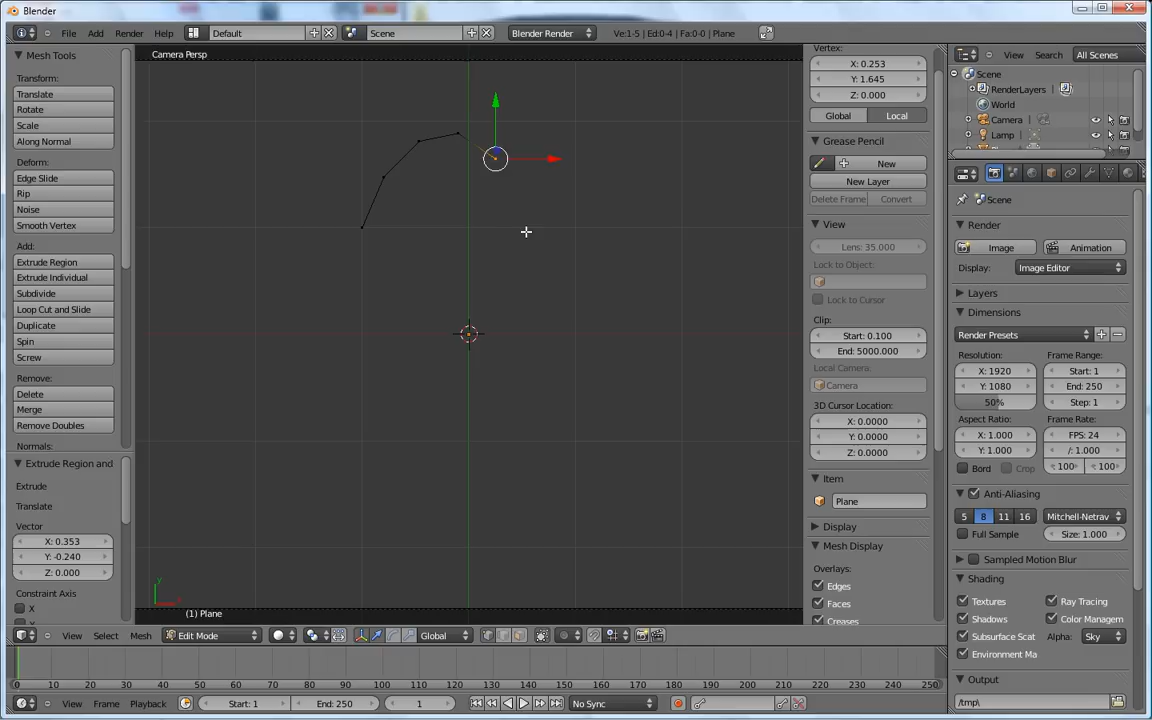 Blender
File
Add
Render
Help
Default
Scene
Blender Render
Ve:1-5 | Ed:0-4 | Fa:0-0 | Plane
Mesh Tools
Transform:
Translate
Rotate
Scale
Along Normal
Deform:
Edge Slide
Rip
Noise
Smooth Vertex
Add:
Extrude Region
Extrude Individual
Subdivide
Loop Cut and Slide
Duplicate
Spin
Screw
Remove:
Delete
Merge
Remove Doubles
Normals:
Extrude Region and
Extrude
Translate
Vector
X: 0.353
Y: -0.240
Z: 0.000
Constraint Axis
X
Camera Persp
y
(1) Plane
Vertex:
X: 0.253
Y: 1.645
Z: 0.000
Global
Local
Grease Pencil
New
New Layer
Delete Frame
Convert
View
Lens: 35.000
Lock to Object:
Lock to Cursor
Clip:
Start: 0.100
End: 5000.000
Local Camera:
Camera
3D Cursor Location:
X: 0.0000
Y: 0.0000
Z: 0.0000
Item
Plane
Display
Mesh Display
Overlays:
Edges
Faces
Creases
View
Search
All Scenes
Scene
RenderLayers
World
Camera
Lamp
Scene
Render
Image
Animation
Display:
Image Editor
Layers
Dimensions
Render Presets
Resolution:
Frame Range:
X: 1920
Start: 1
Y: 1080
End: 250
50%
Step: 1
Aspect Ratio:
Frame Rate:
X: 1.000
FPS: 24
Y: 1.000
/: 1.000
Bord
Crop
: 100
: 100
Anti-Aliasing
5
8
11
16
Mitchell-Netrav
Full Sample
Size: 1.000
Sampled Motion Blur
Shading
Textures
Ray Tracing
Shadows
Color Managem
Subsurface Scat
Alpha:
Sky
Environment Ma
Output
/tmp\
View
Select
Mesh
Edit Mode
Global
0 10 20 30 40 50 60 70 80 90 100 110 120 130 140 150 160 170 180 190 200 210 220 230 240 250
View
Frame
Playback
Start: 1
End: 250
1
No Sync